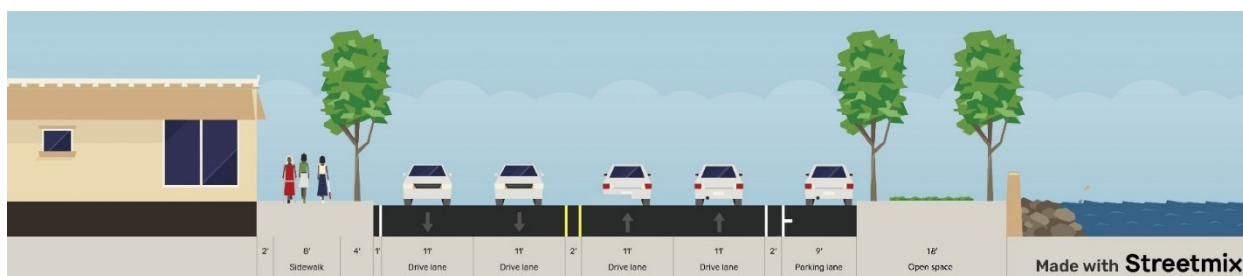 2' 8' 4' 1' 11' 11' 2' 11' 11' 2' 9' 18'
Sidewalk Drive lane Drive lane Drive lane Drive lane Parking lane Open space
Made with Streetmix